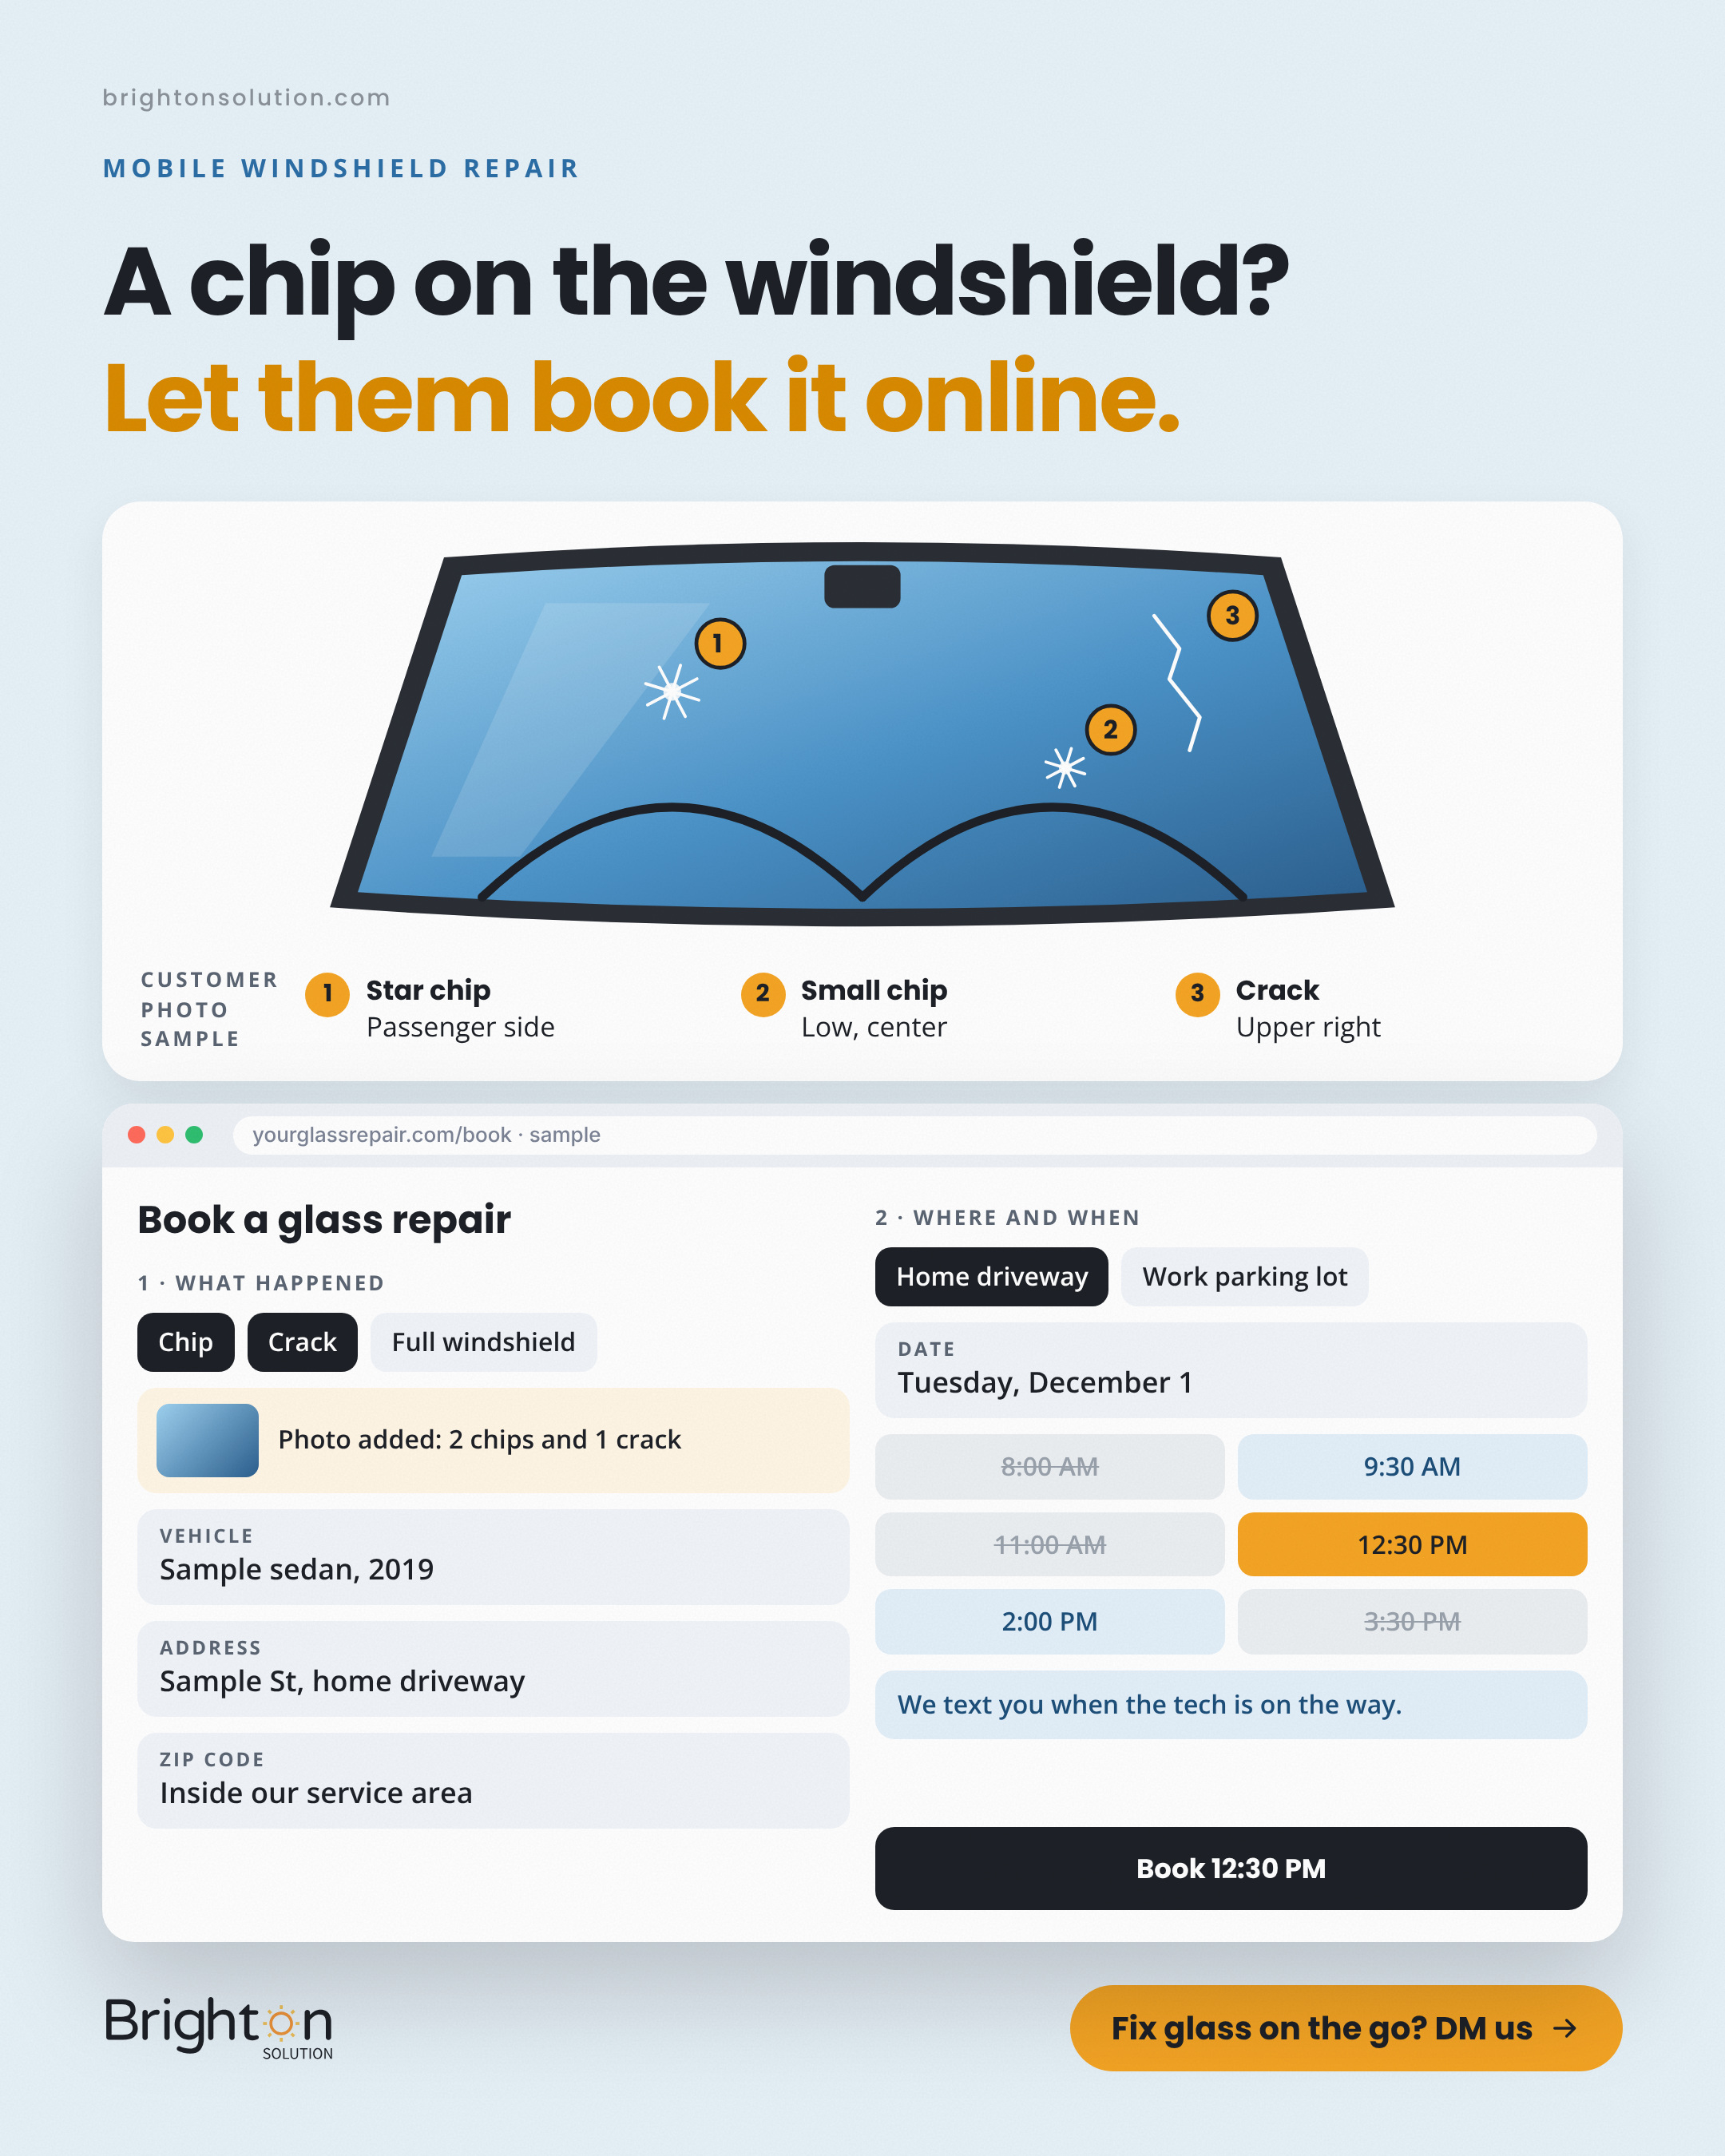 brightonsolution.com
MOBILE WINDSHIELD REPAIR
A chip on the windshield?
Let them book it online.
1
2
3
CUSTOMER
PHOTO
SAMPLE
1
Star chip
Passenger side
2
Small chip
Low, center
3
Crack
Upper right
yourglassrepair.com/book · sample
Book a glass repair
1 · WHAT HAPPENED
Chip
Crack
Full windshield
Photo added: 2 chips and 1 crack
VEHICLE
Sample sedan, 2019
ADDRESS
Sample St, home driveway
ZIP CODE
Inside our service area
2 · WHERE AND WHEN
Home driveway
Work parking lot
DATE
Tuesday, December 1
8:00 AM
9:30 AM
11:00 AM
12:30 PM
2:00 PM
3:30 PM
We text you when the tech is on the way.
Book 12:30 PM
Brighton
SOLUTION
Fix glass on the go? DM us →